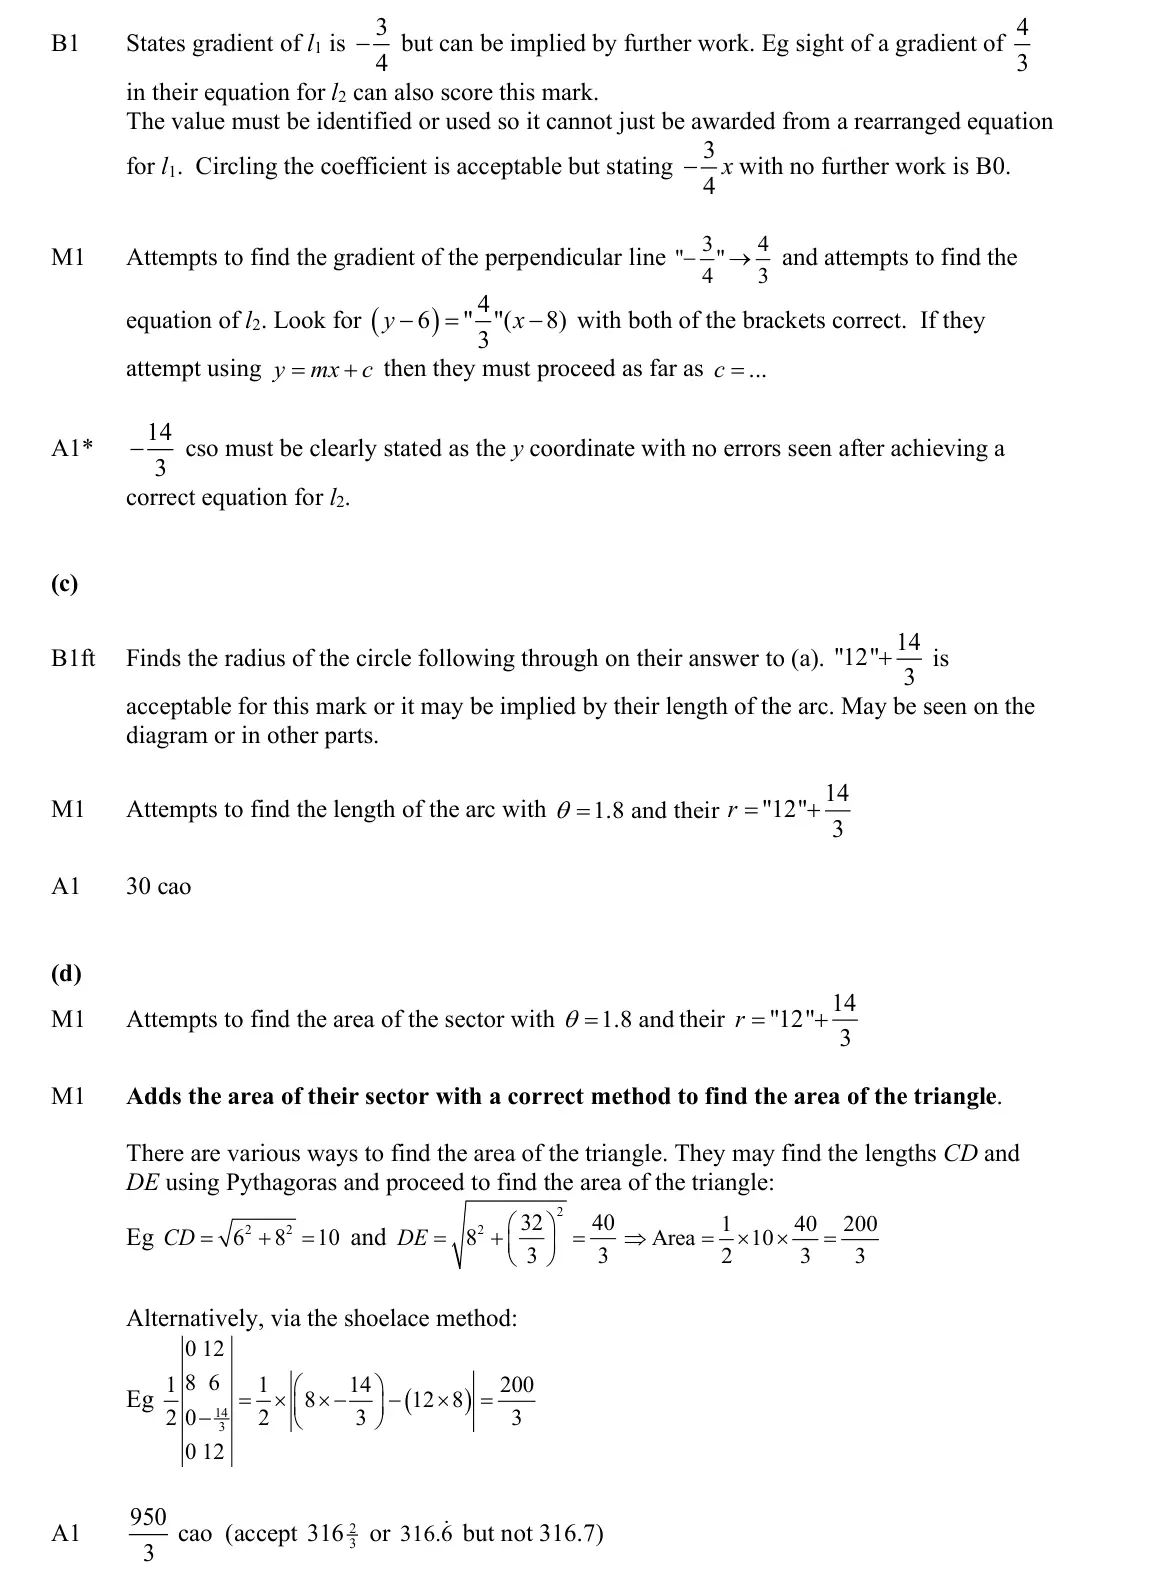 B1 States gradient of l₁ is −3/4 but can be implied by further work. Eg sight of a gradient of 4/3
in their equation for l₂ can also score this mark.
The value must be identified or used so it cannot just be awarded from a rearranged equation
for l₁. Circling the coefficient is acceptable but stating −3/4 x with no further work is B0.
M1 Attempts to find the gradient of the perpendicular line "−3/4" → 4/3 and attempts to find the
equation of l₂. Look for (y − 6) = "4/3"(x − 8) with both of the brackets correct. If they
attempt using y = mx + c then they must proceed as far as c = ...
A1* −14/3 cso must be clearly stated as the y coordinate with no errors seen after achieving a
correct equation for l₂.
(c)
B1ft Finds the radius of the circle following through on their answer to (a). "12"+14/3 is
acceptable for this mark or it may be implied by their length of the arc. May be seen on the
diagram or in other parts.
M1 Attempts to find the length of the arc with θ = 1.8 and their r = "12"+14/3
A1 30 cao
(d)
M1 Attempts to find the area of the sector with θ = 1.8 and their r = "12"+14/3
M1 Adds the area of their sector with a correct method to find the area of the triangle.
There are various ways to find the area of the triangle. They may find the lengths CD and
DE using Pythagoras and proceed to find the area of the triangle:
Eg CD = √(6² + 8²) = 10 and DE = √(8² + (32/3)²) = 40/3 ⇒ Area = 1/2 × 10 × 40/3 = 200/3
Alternatively, via the shoelace method:
Eg 1/2 |0 12
8 6
0 −14/3
0 12| = 1/2 × |(8 × −14/3) − (12 × 8)| = 200/3
A1 950/3 cao (accept 316 2/3 or 316.6̇ but not 316.7)